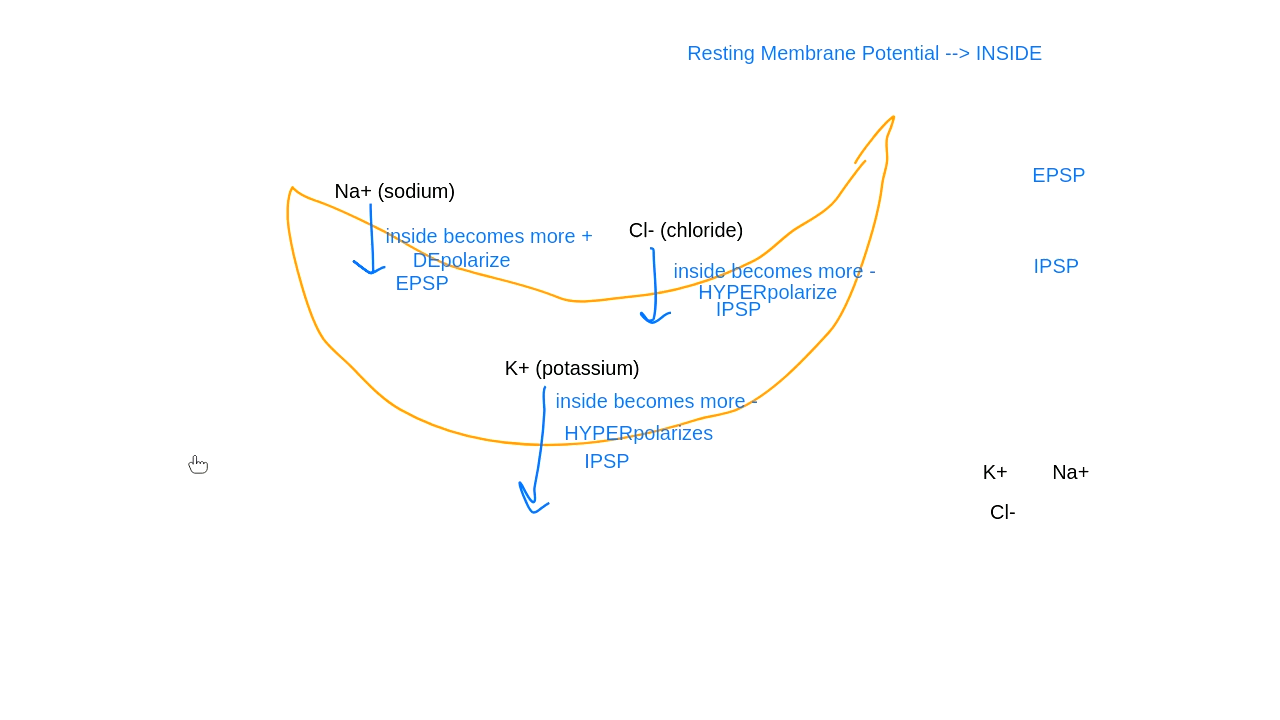 Resting Membrane Potential --> INSIDE
EPSP
IPSP
Na+ (sodium)
inside becomes more +
DEpolarize
EPSP
Cl- (chloride)
inside becomes more -
HYPERpolarize
IPSP
K+ (potassium)
inside becomes more -
HYPERpolarizes
IPSP
K+ Na+
Cl-